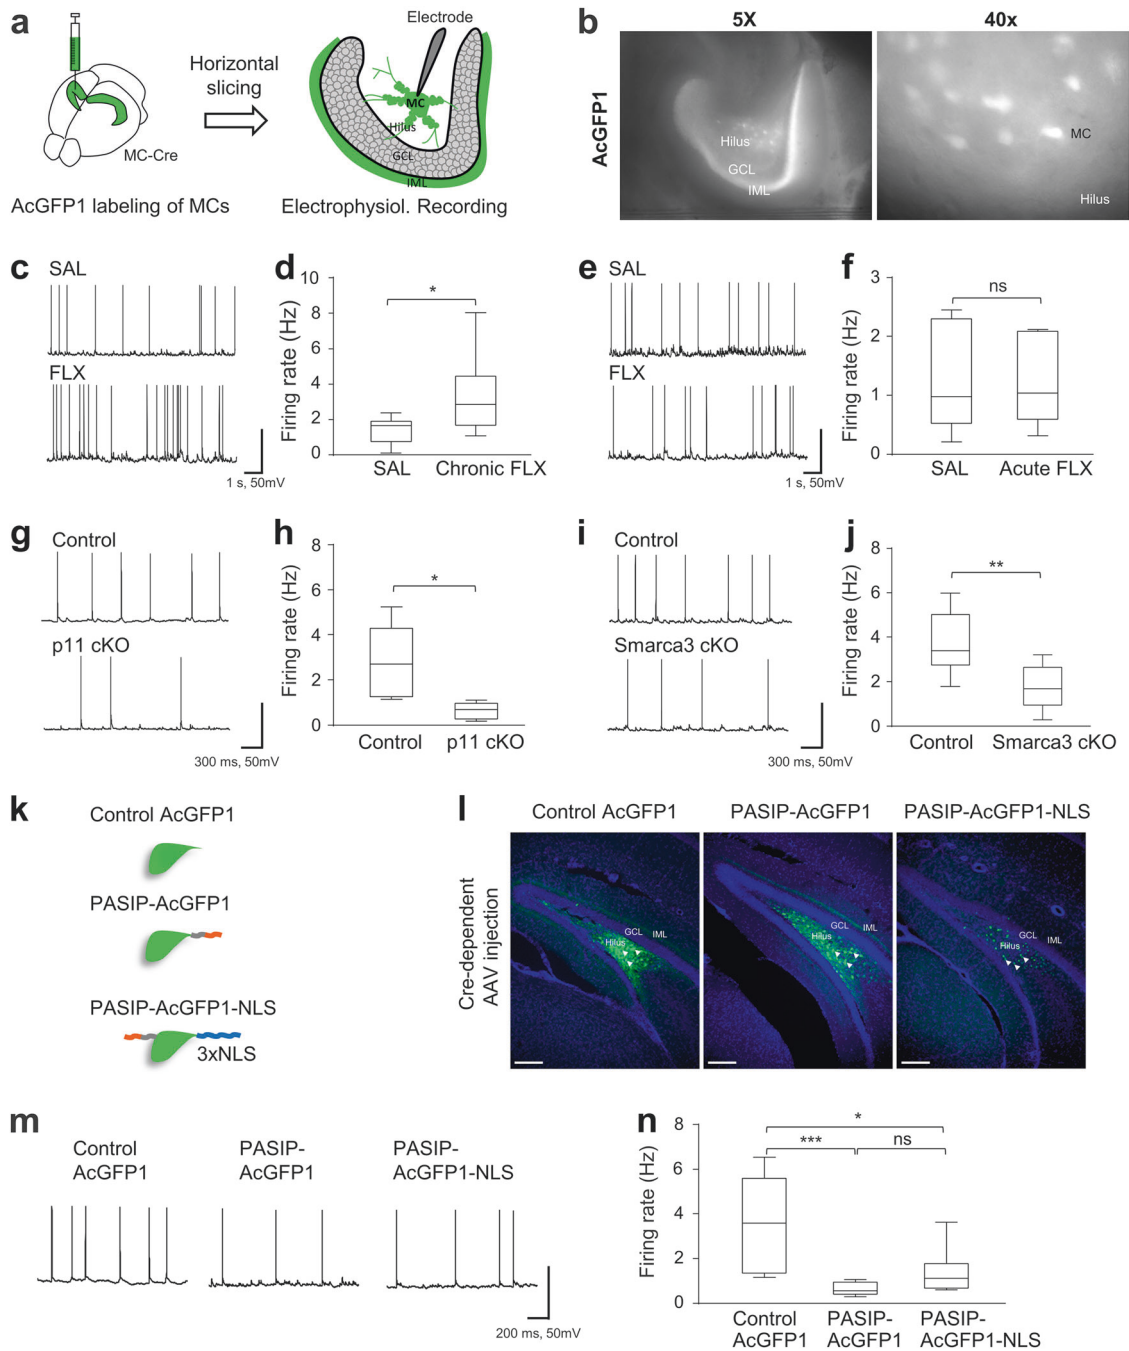 a
Electrode
Horizontal
slicing
MC
Hilus
GCL
IML
MC-Cre
AcGFP1 labeling of MCs
Electrophysiol. Recording
b
5X
40x
AcGFP1
Hilus
GCL
IML
MC
Hilus
c
SAL
FLX
1 s, 50mV
d
Firing rate (Hz)
10
8
6
4
2
0
*
SAL
Chronic FLX
e
SAL
FLX
1 s, 50mV
f
Firing rate (Hz)
3
2
1
0
ns
SAL
Acute FLX
g
Control
p11 cKO
300 ms, 50mV
h
Firing rate (Hz)
8
6
4
2
0
*
Control
p11 cKO
i
Control
Smarca3 cKO
300 ms, 50mV
j
Firing rate (Hz)
8
6
4
2
0
**
Control
Smarca3 cKO
k
Control AcGFP1
PASIP-AcGFP1
PASIP-AcGFP1-NLS
3xNLS
l
Control AcGFP1
PASIP-AcGFP1
PASIP-AcGFP1-NLS
Cre-dependent
AAV injection
GCL
IML
Hilus
GCL
IML
Hilus
GCL
IML
Hilus
m
Control
AcGFP1
PASIP-
AcGFP1
PASIP-
AcGFP1-NLS
200 ms, 50mV
n
Firing rate (Hz)
8
6
4
2
0
*
***
ns
Control
AcGFP1
PASIP-
AcGFP1
PASIP-
AcGFP1-NLS